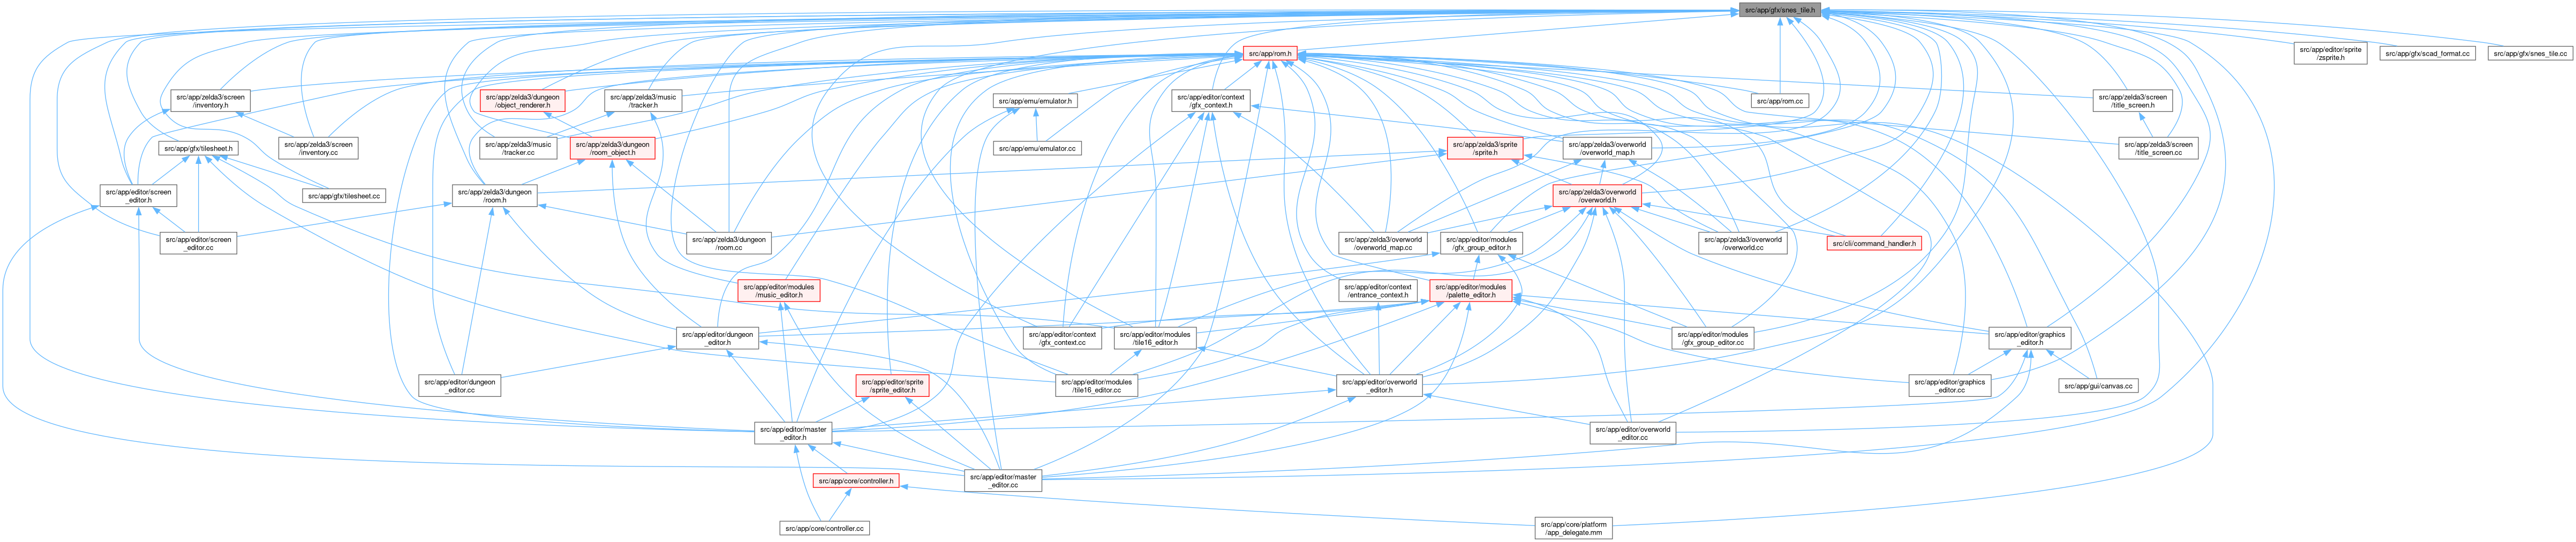 src/app/gfx/snes_tile.h
src/app/rom.h
src/app/editor/sprite
/zsprite.h
src/app/gfx/scad_format.cc
src/app/gfx/snes_tile.cc
src/app/zelda3/screen
/inventory.h
src/app/zelda3/dungeon
/object_renderer.h
src/app/zelda3/music
/tracker.h
src/app/emu/emulator.h
src/app/editor/context
/gfx_context.h
src/app/rom.cc
src/app/zelda3/screen
/title_screen.h
src/app/gfx/tilesheet.h
src/app/zelda3/screen
/inventory.cc
src/app/zelda3/music
/tracker.cc
src/app/zelda3/dungeon
/room_object.h
src/app/emu/emulator.cc
src/app/zelda3/sprite
/sprite.h
src/app/zelda3/overworld
/overworld_map.h
src/app/zelda3/screen
/title_screen.cc
src/app/editor/screen
_editor.h
src/app/gfx/tilesheet.cc
src/app/zelda3/dungeon
/room.h
src/app/zelda3/overworld
/overworld.h
src/app/editor/screen
_editor.cc
src/app/zelda3/dungeon
/room.cc
src/app/zelda3/overworld
/overworld_map.cc
src/app/editor/modules
/gfx_group_editor.h
src/app/zelda3/overworld
/overworld.cc
src/cli/command_handler.h
src/app/editor/modules
/music_editor.h
src/app/editor/context
/entrance_context.h
src/app/editor/modules
/palette_editor.h
src/app/editor/dungeon
_editor.h
src/app/editor/context
/gfx_context.cc
src/app/editor/modules
/tile16_editor.h
src/app/editor/modules
/gfx_group_editor.cc
src/app/editor/graphics
_editor.h
src/app/editor/dungeon
_editor.cc
src/app/editor/sprite
/sprite_editor.h
src/app/editor/modules
/tile16_editor.cc
src/app/editor/overworld
_editor.h
src/app/editor/graphics
_editor.cc
src/app/gui/canvas.cc
src/app/editor/master
_editor.h
src/app/editor/overworld
_editor.cc
src/app/core/controller.h
src/app/editor/master
_editor.cc
src/app/core/controller.cc
src/app/core/platform
/app_delegate.mm